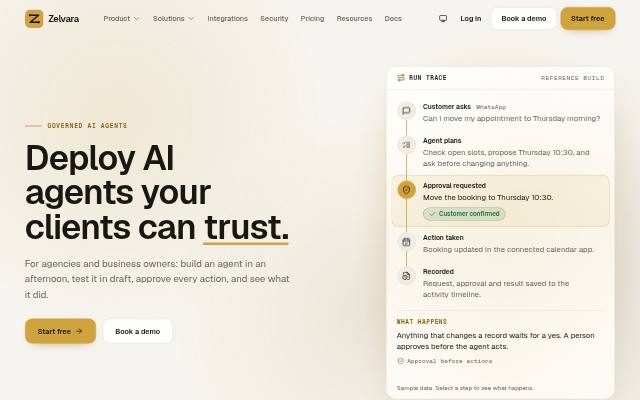 Zelvara
Product
Solutions
Integrations
Security
Pricing
Resources
Docs
Log in
Book a demo
Start free
GOVERNED AI AGENTS
Deploy AI
agents your
clients can trust.
For agencies and business owners: build an agent in an
afternoon, test it in draft, approve every action, and see what
it did.
Start free
Book a demo
RUN TRACE
REFERENCE BUILD
Customer asks WhatsApp
Can I move my appointment to Thursday morning?
Agent plans
Check open slots, propose Thursday 10:30, and
ask before changing anything.
Approval requested
Move the booking to Thursday 10:30.
Customer confirmed
Action taken
Booking updated in the connected calendar app.
Recorded
Request, approval and result saved to the
activity timeline.
WHAT HAPPENS
Anything that changes a record waits for a yes. A person
approves before the agent acts.
Approval before actions
Sample data. Select a step to see what happens.